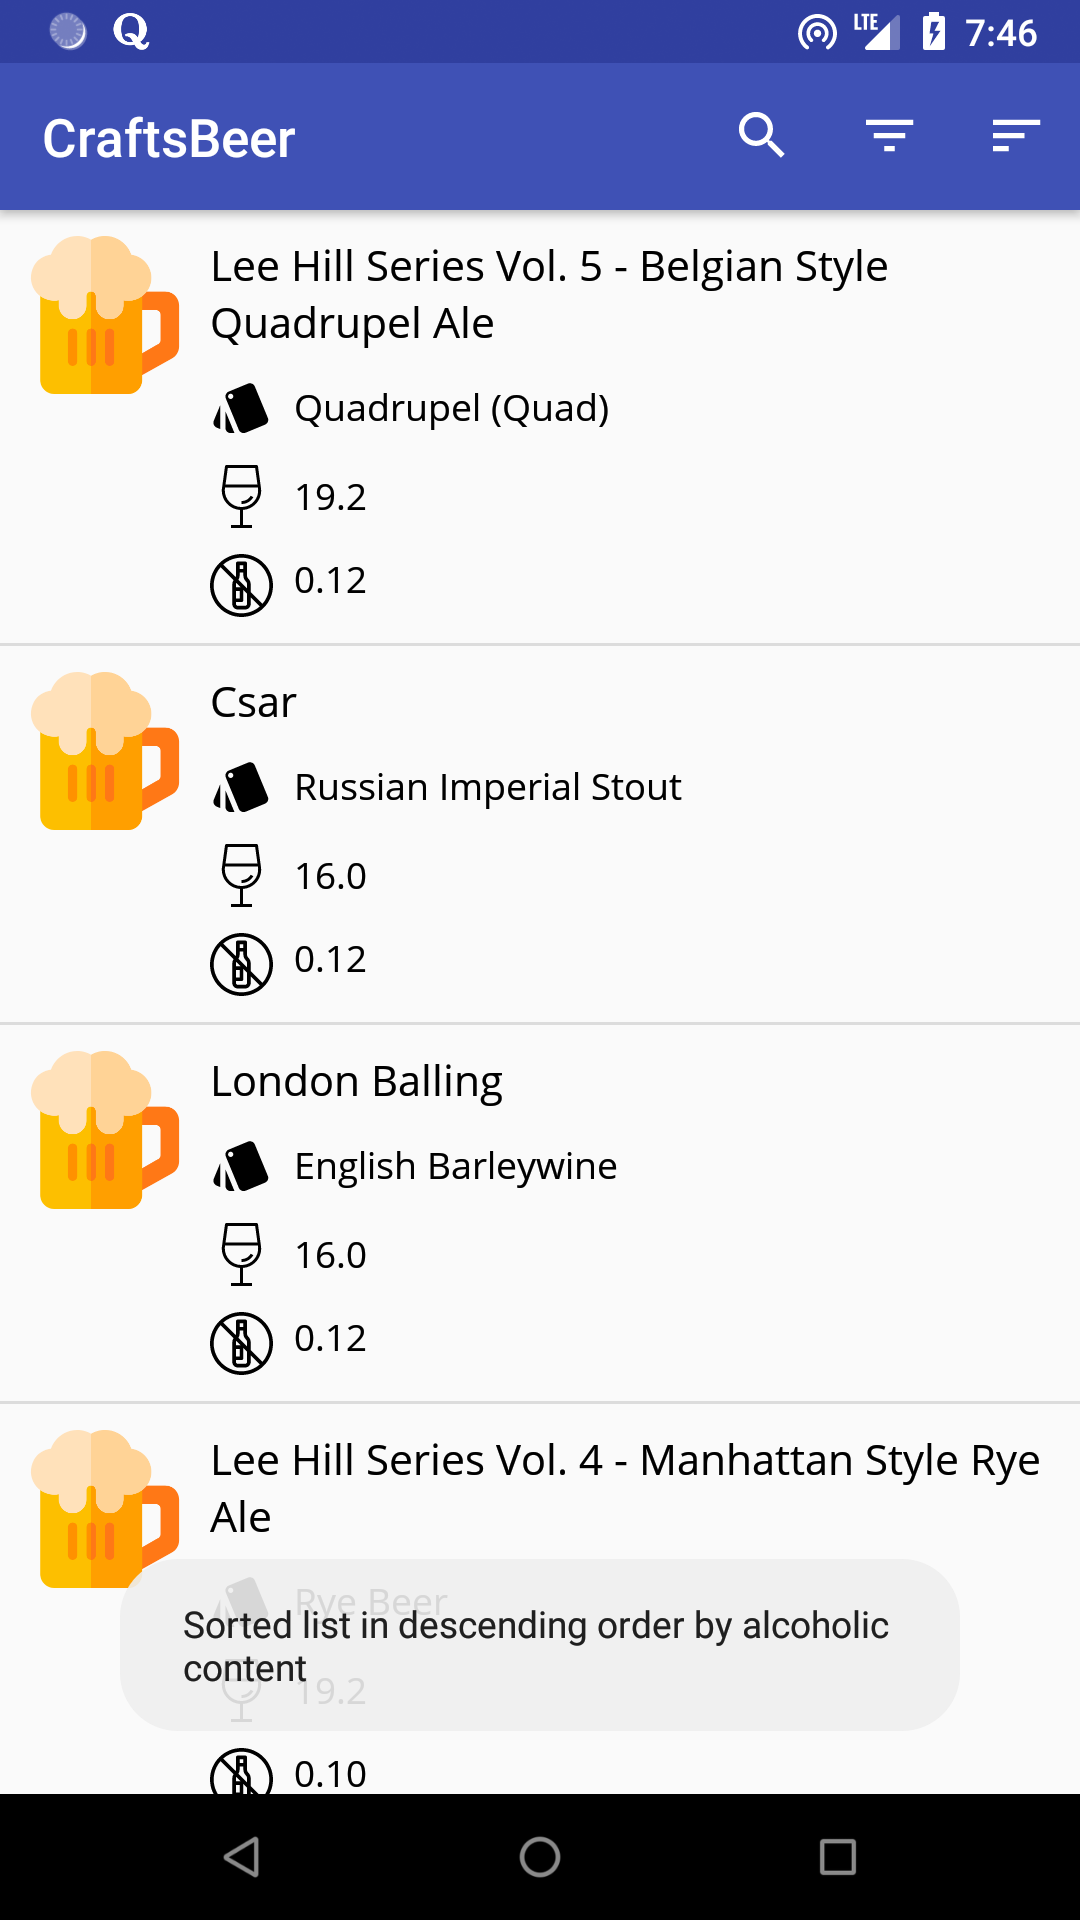 Q
LTE
7:46
CraftsBeer
Lee Hill Series Vol. 5 - Belgian Style
Quadrupel Ale
Quadrupel (Quad)
19.2
0.12
Csar
Russian Imperial Stout
16.0
0.12
London Balling
English Barleywine
16.0
0.12
Lee Hill Series Vol. 4 - Manhattan Style Rye
Ale
Rye Beer
Sorted list in descending order by alcoholic
content
19.2
0.10